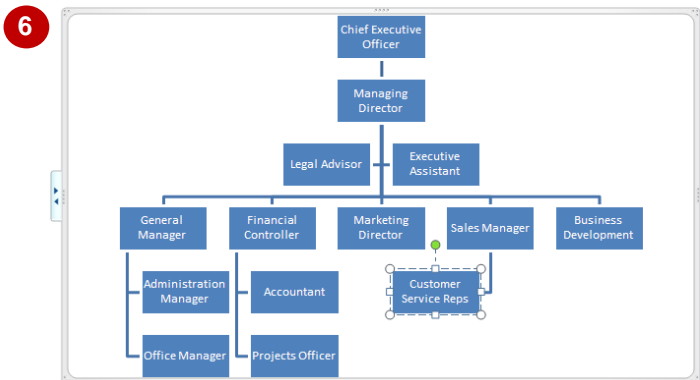 6
Chief Executive
Officer
Managing
Director
Legal Advisor
Executive
Assistant
General
Manager
Financial
Controller
Marketing
Director
Sales Manager
Business
Development
Administration
Manager
Accountant
Customer
Service Reps
Office Manager
Projects Officer